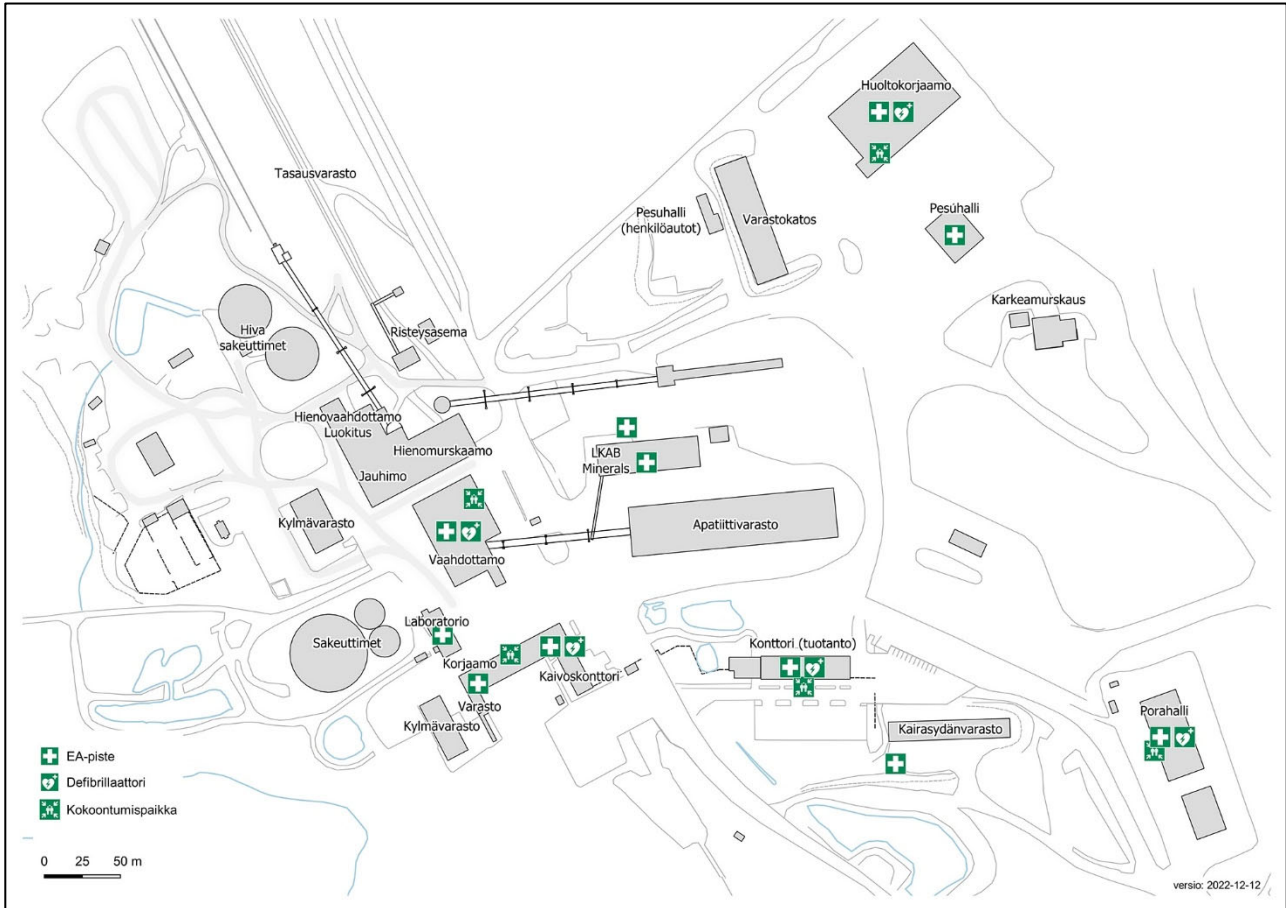 Huoltokorjaamo
Tasausvarasto
Pesuhalli
(henkilöautot)
Varastokatos
Pesuhalli
Karkeamurskaus
Hiva
sakeuttimet
Risteysasema
Hienovaahdottamo
Luokitus
Hienomurskaamo
Jauhimo
LKAB
Minerals
Kylmävarasto
Apatiittivarasto
Vaahdottamo
Laboratorio
Sakeuttimet
Korjaamo
Kaivoskonttori
Konttori (tuotanto)
Varasto
Kylmävarasto
Kairasydänvarasto
Porahalli
EA-piste
Defibrillaattori
Kokoontumispaikka
0 25 50 m
versio: 2022-12-12